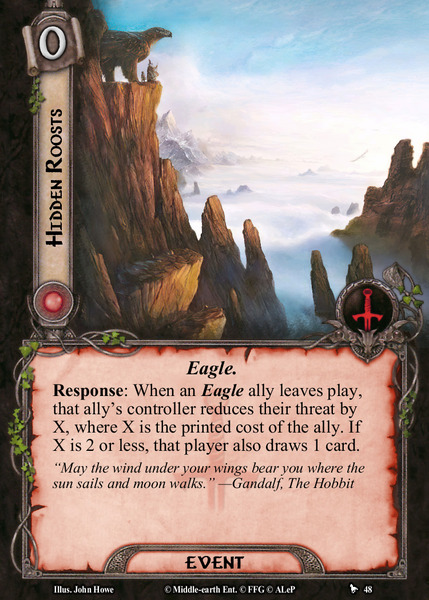 0
HIDDEN ROOSTS
Eagle.
Response: When an Eagle ally leaves play,
that ally's controller reduces their threat by
X, where X is the printed cost of the ally. If
X is 2 or less, that player also draws 1 card.
“May the wind under your wings bear you where the
sun sails and moon walks.” —Gandalf, The Hobbit
EVENT
Illus. John Howe © Middle-earth Ent. © FFG © ALeP 48